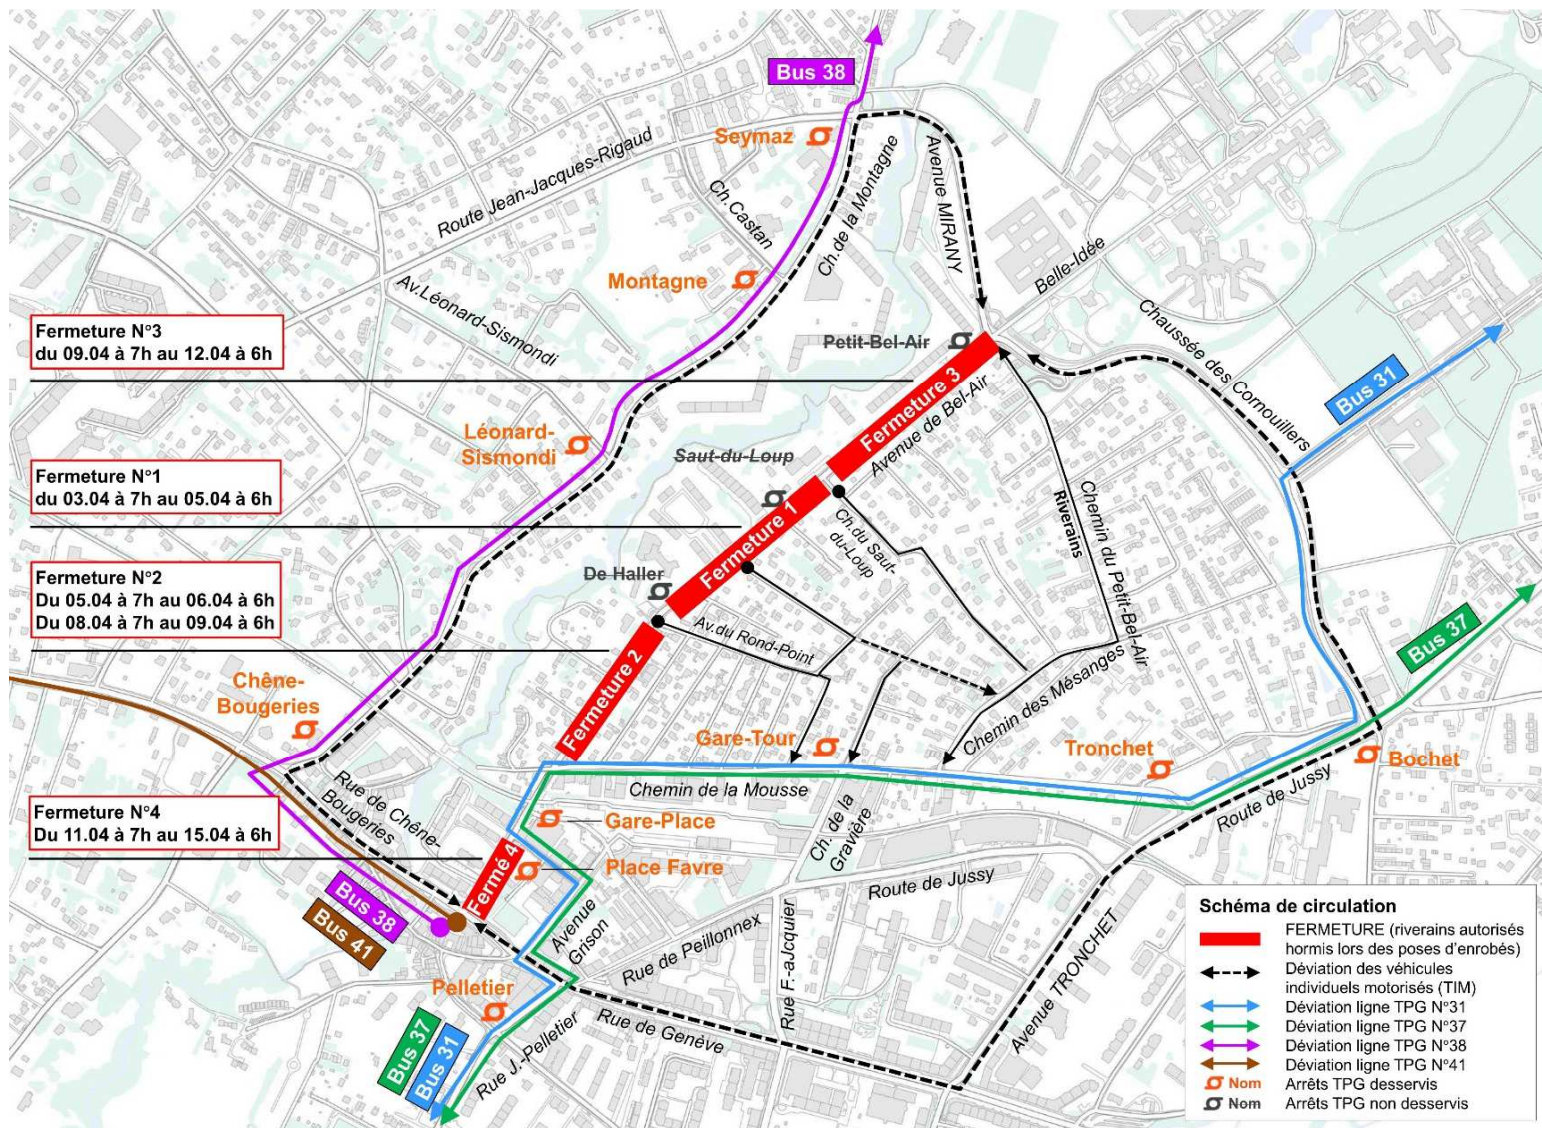 Bus 38
Seymaz
Route Jean-Jacques-Rigaud
Ch.Castan
Ch.de la Montagne
Avenue MIRANY
Belle-Idée
Montagne
Av.Léonard-Sismondi
Chaussée des Cornouillers
Fermeture N°3
du 09.04 à 7h au 12.04 à 6h
Petit-Bel-Air
Fermeture 3
Avenue de Bel-Air
Bus 31
Léonard-
Sismondi
Saut-du-Loup
Fermeture N°1
du 03.04 à 7h au 05.04 à 6h
Fermeture 1
Ch.du Saut-
du-Loup
Riverains
Chemin du Petit-Bel-Air
De Haller
Fermeture N°2
Du 05.04 à 7h au 06.04 à 6h
Du 08.04 à 7h au 09.04 à 6h
Av.du Rond-Point
Fermeture 2
Bus 37
Chêne-
Bougeries
Chemin des Mésanges
Gare-Tour
Tronchet
Bochet
Route de Jussy
Rue de Chêne-
Bougeries
Chemin de la Mousse
Fermeture N°4
Du 11.04 à 7h au 15.04 à 6h
Gare-Place
Ch. de la
Gravière
Fermé 4
Place Favre
Route de Jussy
Bus 38
Bus 41
Avenue
Grison
Rue de Peillonnex
Rue F.-aJcquier
Avenue TRONCHET
Pelletier
Rue de Genève
Bus 37
Bus 31
Rue J.-Pelletier
Schéma de circulation
FERMETURE (riverains autorisés
hormis lors des poses d'enrobés)
Déviation des véhicules
individuels motorisés (TIM)
Déviation ligne TPG N°31
Déviation ligne TPG N°37
Déviation ligne TPG N°38
Déviation ligne TPG N°41
Nom Arrêts TPG desservis
Nom Arrêts TPG non desservis